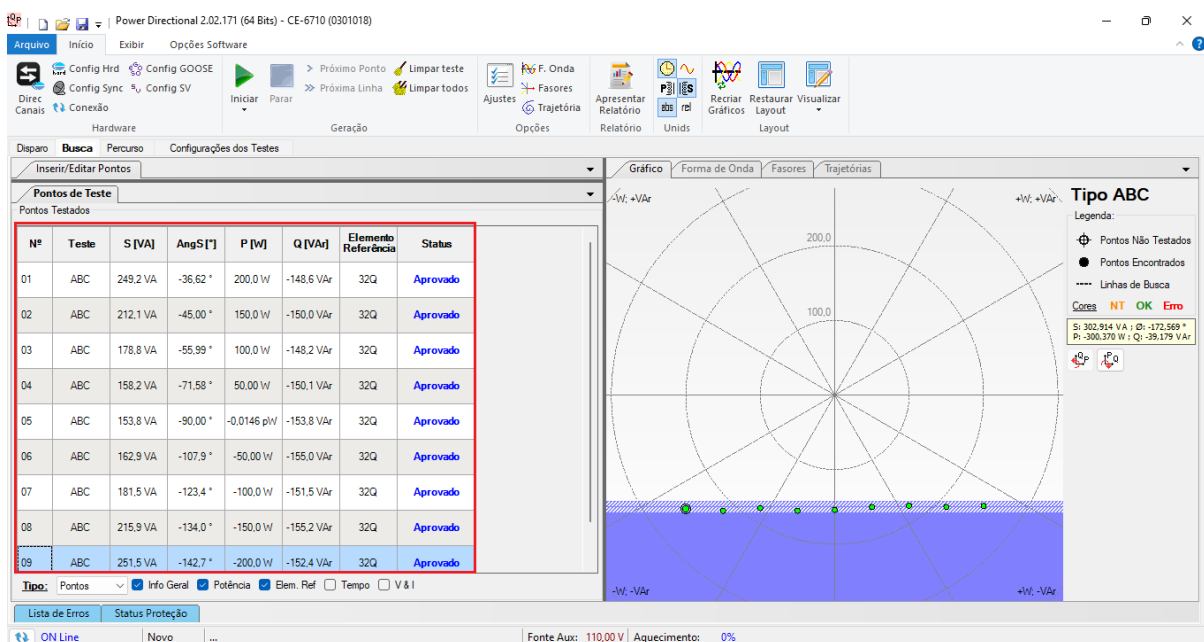 Power Directional 2.02.171 (64 Bits) - CE-6710 (0301018)
Arquivo Início Exibir Opções Software
Direc Canais
Config Hrd Config GOOSE
Config Sync Config SV
Conexão
Hardware
Iniciar Parar
Próximo Ponto Limpar teste
Próxima Linha Limpar todos
Geração
Ajustes
F. Onda
Fasores
Trajetória
Opções
Apresentar Relatório
Relatório
abs rel
Unids
Recriar Gráficos
Restaurar Layout
Visualizar
Layout
Disparo Busca Percurso Configurações dos Testes
Inserir/Editar Pontos
Pontos de Teste
Pontos Testados
Nº Teste S [VA] AngS [°] P [W] Q [VAr] Elemento Referência Status
01 ABC 249,2 VA -36,62 ° 200,0 W -148,6 VAr 32Q Aprovado
02 ABC 212,1 VA -45,00 ° 150,0 W -150,0 VAr 32Q Aprovado
03 ABC 178,8 VA -55,99 ° 100,0 W -148,2 VAr 32Q Aprovado
04 ABC 158,2 VA -71,58 ° 50,00 W -150,1 VAr 32Q Aprovado
05 ABC 153,8 VA -90,00 ° -0,0146 pW -153,8 VAr 32Q Aprovado
06 ABC 162,9 VA -107,9 ° -50,00 W -155,0 VAr 32Q Aprovado
07 ABC 181,5 VA -123,4 ° -100,0 W -151,5 VAr 32Q Aprovado
08 ABC 215,9 VA -134,0 ° -150,0 W -155,2 VAr 32Q Aprovado
09 ABC 251,5 VA -142,7 ° -200,0 W -152,4 VAr 32Q Aprovado
Tipo: Pontos Info Geral Potência Elem. Ref Tempo V & I
Gráfico Forma de Onda Fasores Trajetórias
-W; +VAr
+W; +VAr
200,0
100,0
-W; -VAr
+W; -VAr
Tipo ABC
Legenda:
Pontos Não Testados
Pontos Encontrados
Linhas de Busca
Cores NT OK Erro
S: 302,914 VA ; Ø: -172,569 °
P: -300,370 W ; Q: -39,179 VAr
Lista de Erros Status Proteção
ON Line Novo ... Fonte Aux: 110,00 V Aquecimento: 0%